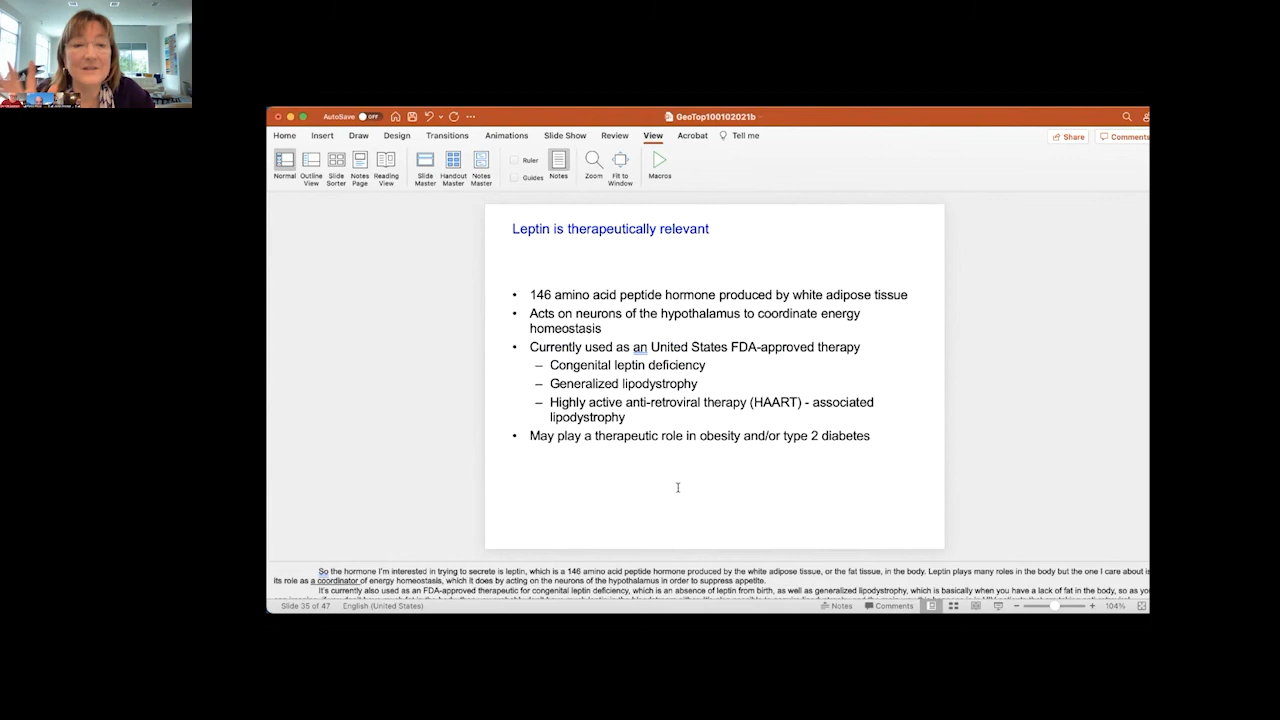 AutoSave OFF
GeoTop100102021b
Home Insert Draw Design Transitions Animations Slide Show Review View Acrobat Tell me
Share Comments
Normal Outline View Slide Sorter Notes Page Reading View Slide Master Handout Master Notes Master Ruler Guides Notes Zoom Fit to Window Macros
Leptin is therapeutically relevant
• 146 amino acid peptide hormone produced by white adipose tissue
• Acts on neurons of the hypothalamus to coordinate energy
homeostasis
• Currently used as an United States FDA-approved therapy
– Congenital leptin deficiency
– Generalized lipodystrophy
– Highly active anti-retroviral therapy (HAART) - associated
lipodystrophy
• May play a therapeutic role in obesity and/or type 2 diabetes
So the hormone I'm interested in trying to secrete is leptin, which is a 146 amino acid peptide hormone produced by the white adipose tissue, or the fat tissue, in the body. Leptin plays many roles in the body but the one I care about is
its role as a coordinator of energy homeostasis, which it does by acting on the neurons of the hypothalamus in order to suppress appetite.
It's currently also used as an FDA-approved therapeutic for congenital leptin deficiency, which is an absence of leptin from birth, as well as generalized lipodystrophy, which is basically when you have a lack of fat in the body, so as you
Slide 35 of 47 English (United States) Notes Comments 104%